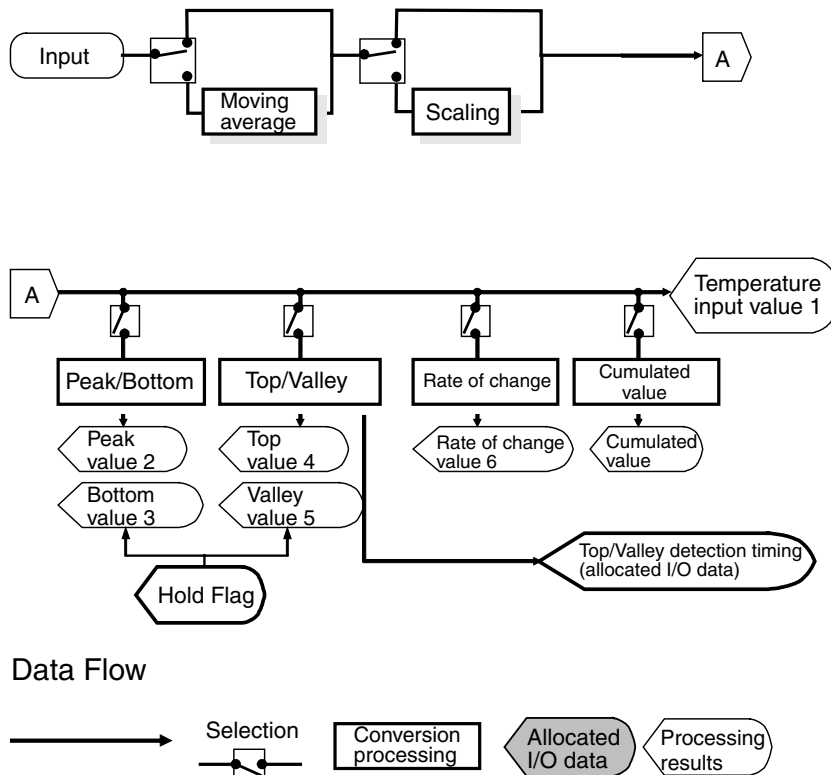 Input
Moving
average
Scaling
A
A
Temperature
input value 1
Peak/Bottom
Top/Valley
Rate of change
Cumulated
value
Peak
value 2
Top
value 4
Rate of change
value 6
Cumulated
value
Bottom
value 3
Valley
value 5
Top/Valley detection timing
(allocated I/O data)
Hold Flag
Data Flow
Selection
Conversion
processing
Allocated
I/O data
Processing
results